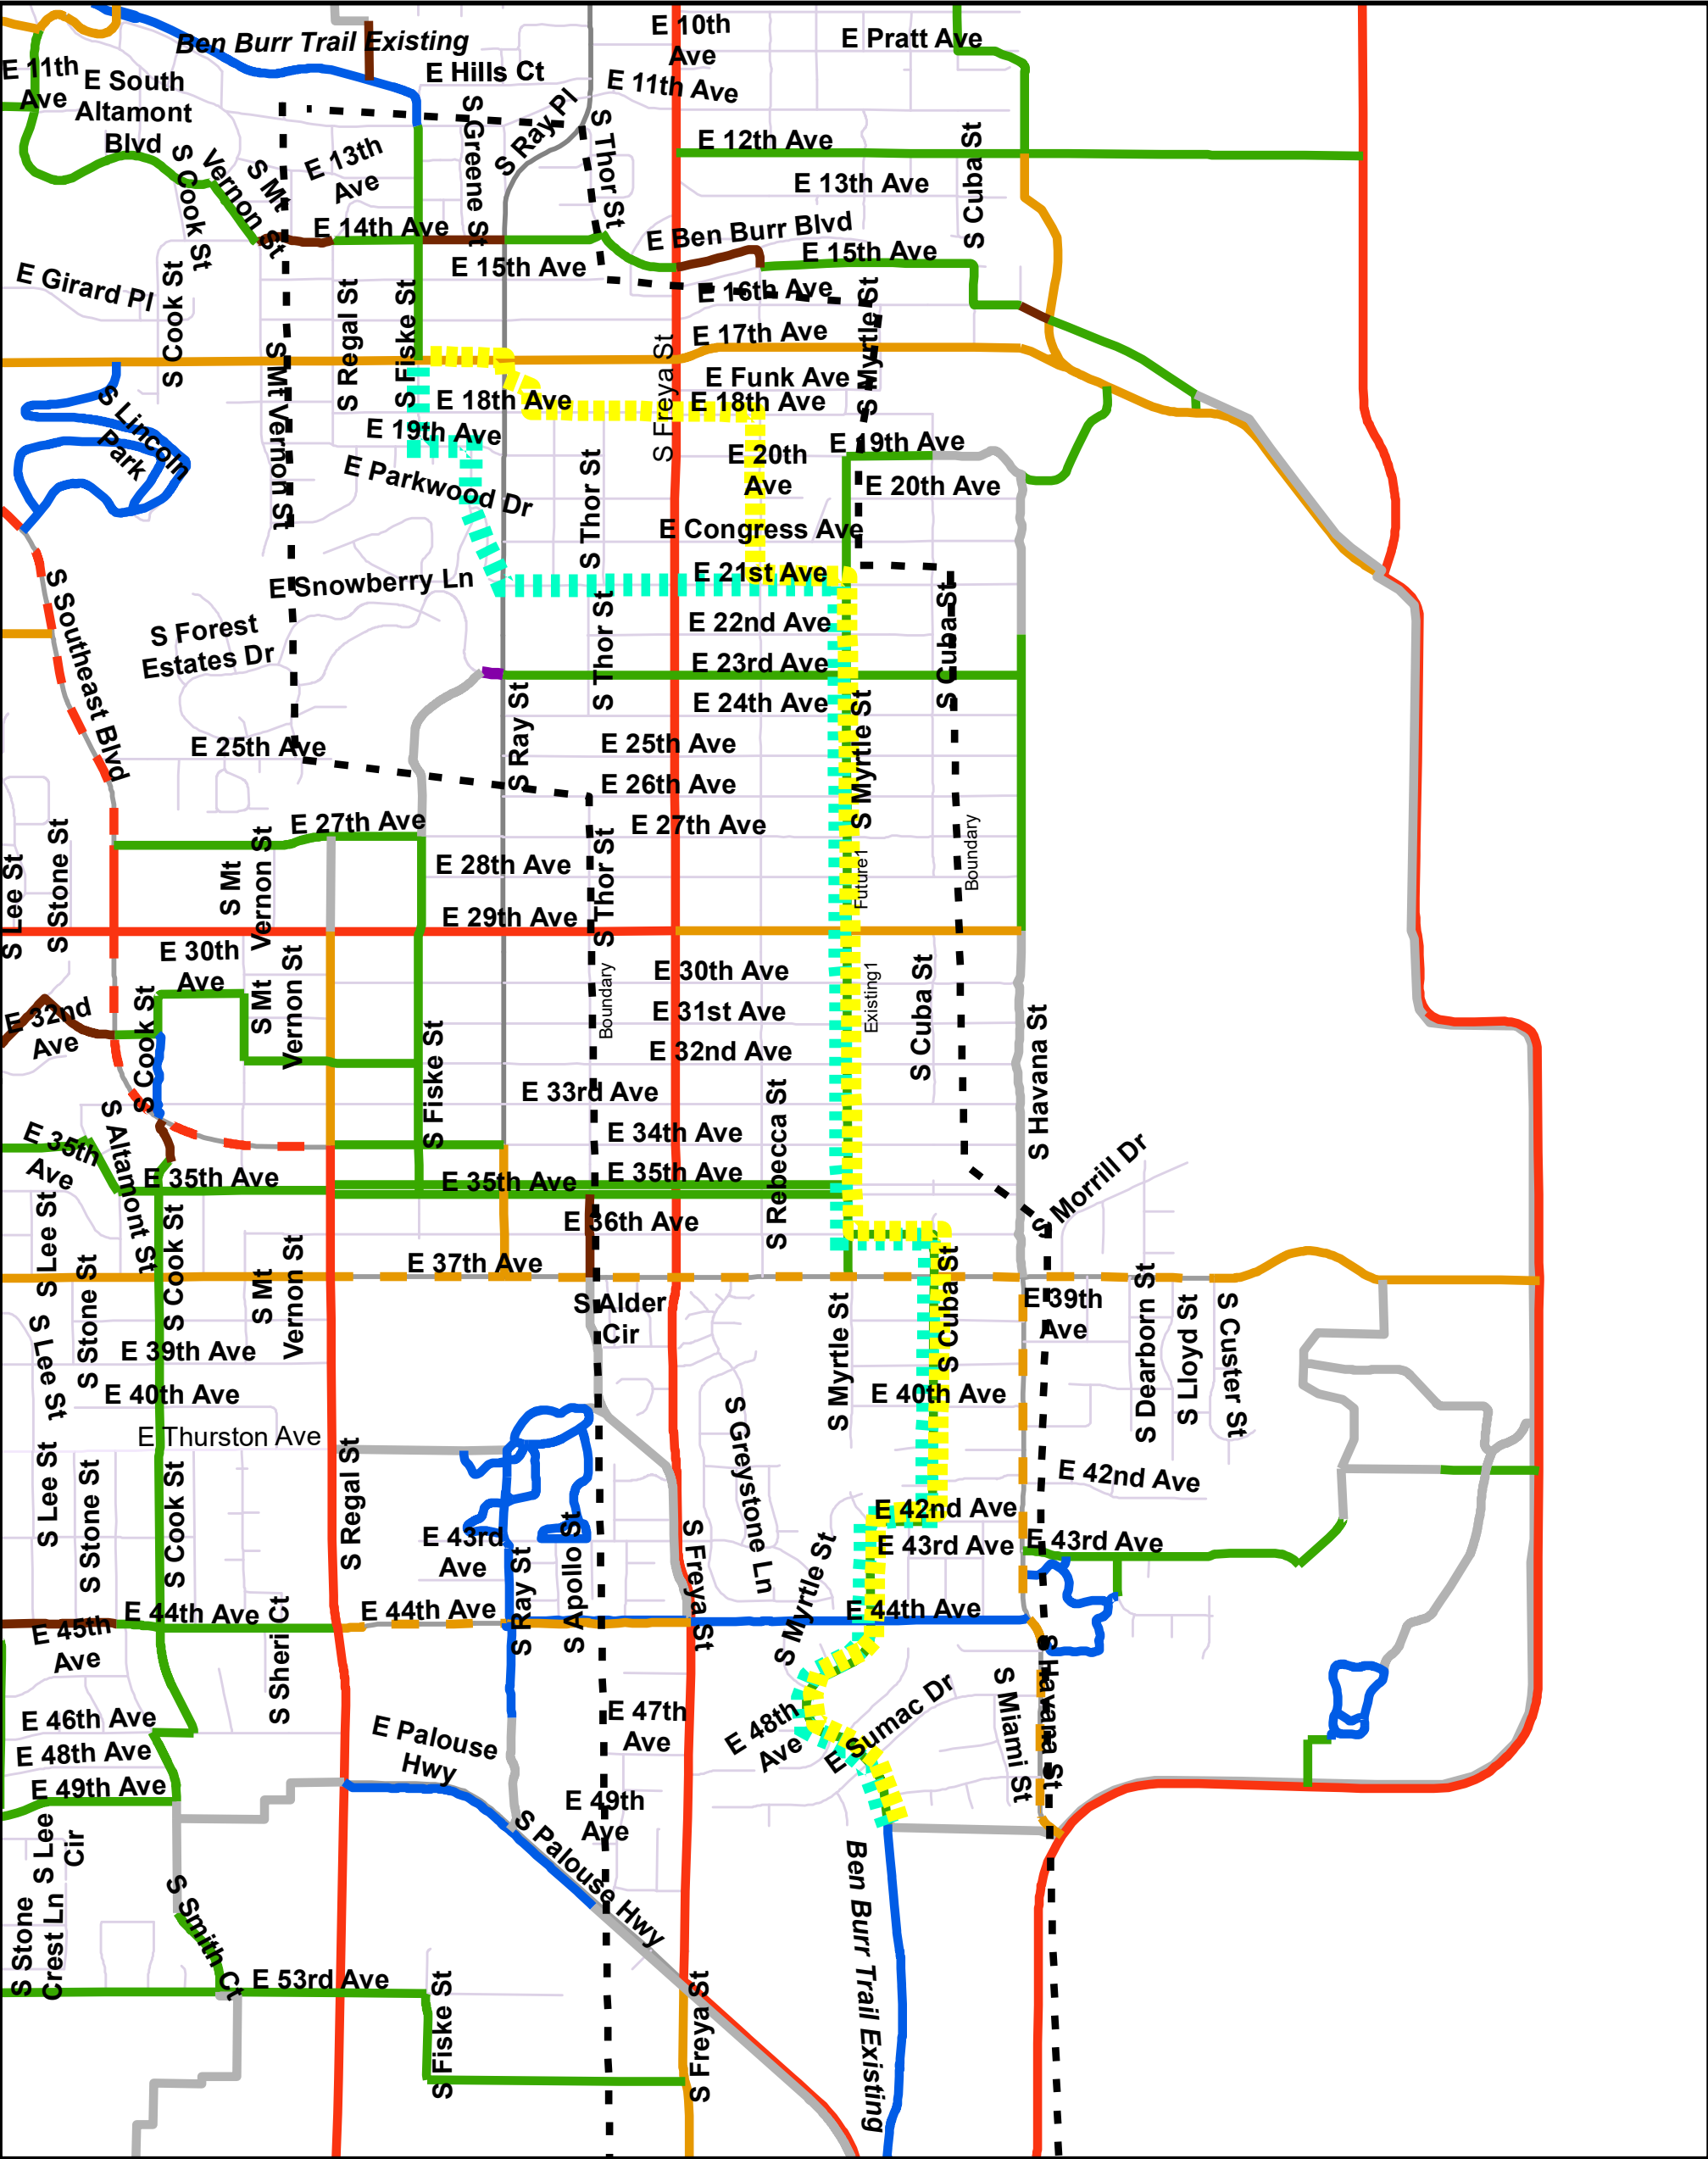 Ben Burr Trail Existing
E 10th
Ave
E Pratt Ave
E 11th
Ave
E South
Altamont
Blvd
E Hills Ct
E 11th Ave
S Ray Pl
S Greene St
S Thor St
E 12th Ave
S Cuba St
S Cook St
S Mt
Vernon St
E 13th
Ave
E 13th Ave
E 14th Ave
E Ben Burr Blvd
E 15th Ave
E 15th Ave
E Girard Pl
S Cook St
S Regal St
S Fiske St
E 16th Ave
S Myrtle St
E 17th Ave
S Freya St
S Mt Vernon St
E Funk Ave
E 18th Ave
E 18th Ave
S Lincoln
Park
E 19th Ave
E 19th Ave
E 20th
Ave
E Parkwood Dr
E 20th Ave
S Thor St
E Congress Ave
E 21st Ave
E Snowberry Ln
S Southeast Blvd
S Forest
Estates Dr
S Thor St
E 22nd Ave
S Cuba St
E 23rd Ave
E 24th Ave
S Ray St
S Myrtle St
E 25th Ave
E 25th Ave
E 26th Ave
E 27th Ave
E 27th Ave
S Lee St
S Stone St
S Mt
Vernon St
E 28th Ave
S Thor St
Future1
Boundary
E 29th Ave
E 30th
Ave
S Mt
Vernon St
E 30th Ave
Boundary
Existing1
S Cuba St
E 32nd
Ave
S Cook St
E 31st Ave
S Havana St
E 32nd Ave
S Fiske St
E 33rd Ave
S Rebecca St
E 35th
Ave
S Altamont St
E 34th Ave
E 35th Ave
E 35th Ave
E 35th Ave
S Morrill Dr
S Lee St
S Cook St
E 36th Ave
S Stone St
S Mt
Vernon St
E 37th Ave
S Cuba St
S Alder
Cir
S Myrtle St
E 39th
Ave
S Dearborn St
S Lloyd St
S Custer St
S Lee St
E 39th Ave
E 40th Ave
E 40th Ave
E Thurston Ave
S Greystone Ln
S Lee St
S Stone St
S Cook St
S Regal St
E 42nd Ave
E 42nd Ave
E 43rd
Ave
S Ray St
S Apollo St
S Freya St
S Myrtle St
E 43rd Ave
E 43rd Ave
E 44th Ave
E 44th Ave
E 44th Ave
E 45th
Ave
S Sheri Ct
S Havana St
S Miami St
E 46th Ave
E 47th
Ave
E 48th
Ave
E Sumac Dr
E Palouse
Hwy
E 48th Ave
E 49th Ave
E 49th
Ave
S Lee
Cir
S Palouse Hwy
Ben Burr Trail Existing
S Stone
Crest Ln
S Smith Ct
E 53rd Ave
S Fiske St
S Freya St